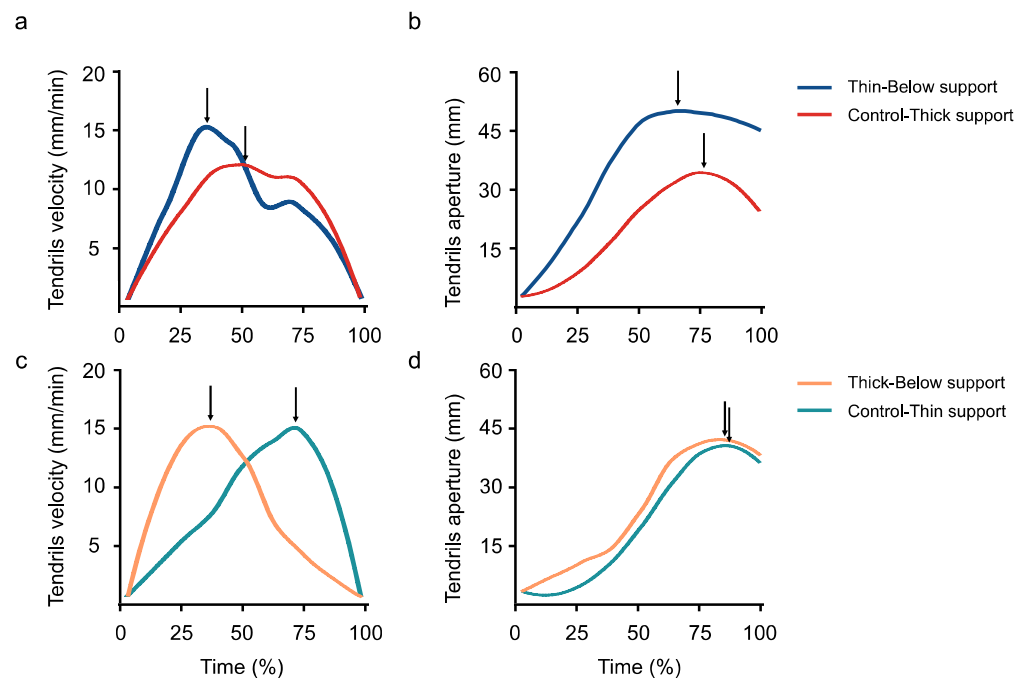 a
Tendrils velocity (mm/min)
20
15
10
5
0
25
50
75
100
b
Tendrils aperture (mm)
60
45
30
15
0
25
50
75
100
Thin-Below support
Control-Thick support
c
Tendrils velocity (mm/min)
20
15
10
5
0
25
50
75
100
Time (%)
d
Tendrils aperture (mm)
60
45
30
15
0
25
50
75
100
Time (%)
Thick-Below support
Control-Thin support